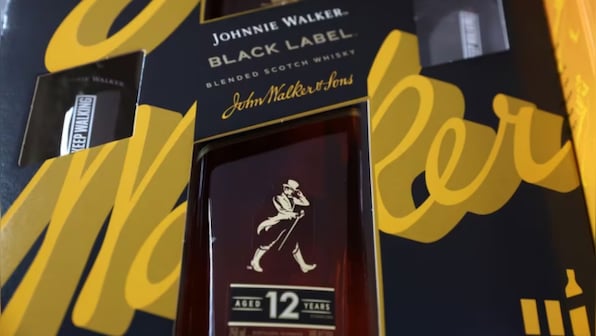 JOHNNIE WALKER
BLACK LABEL
BLENDED SCOTCH WHISKY
John Walker & Sons
KEEP WALKING
Walker
AGED 12 YEARS